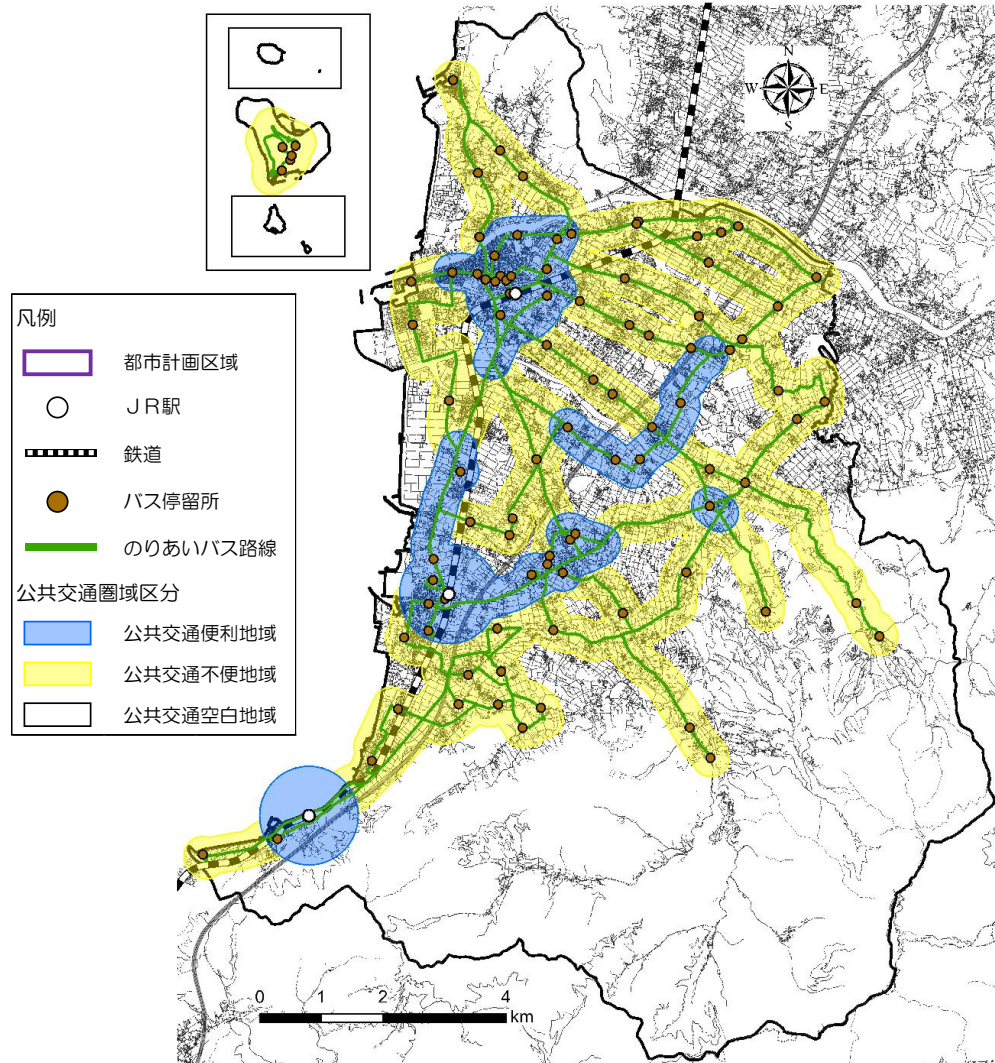 N
W E
S
凡例
都市計画区域
ＪＲ駅
鉄道
バス停留所
のりあいバス路線
公共交通圏域区分
公共交通便利地域
公共交通不便地域
公共交通空白地域
0 1 2 4
km